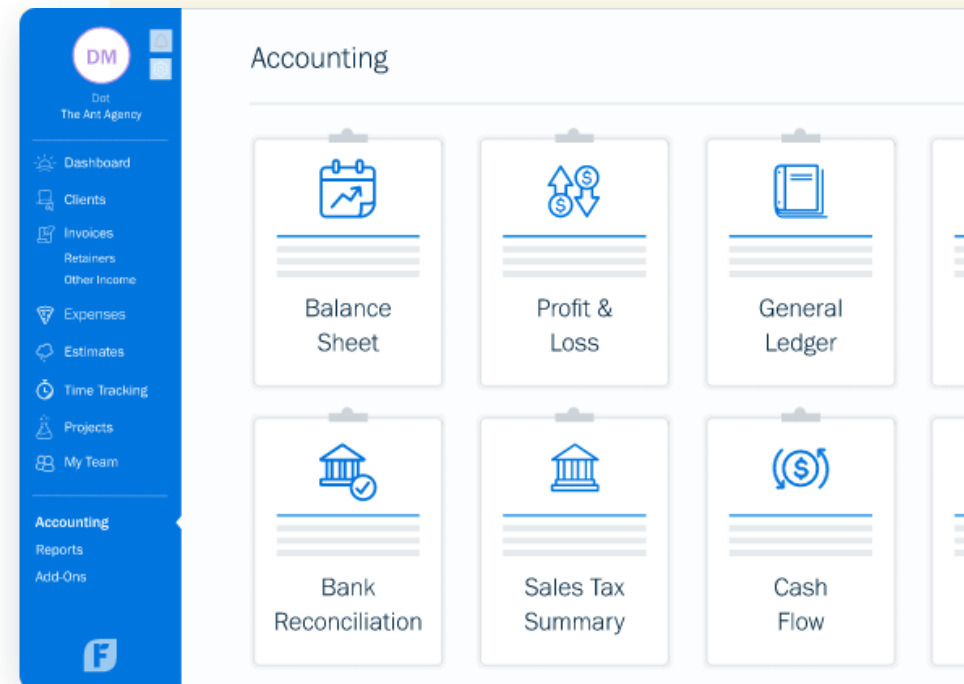 DM
Dot
The Ant Agency
Dashboard
Clients
Invoices
Retainers
Other Income
Expenses
Estimates
Time Tracking
Projects
My Team
Accounting
Reports
Add-Ons
F
Accounting
Balance
Sheet
Profit &
Loss
General
Ledger
Bank
Reconciliation
Sales Tax
Summary
Cash
Flow